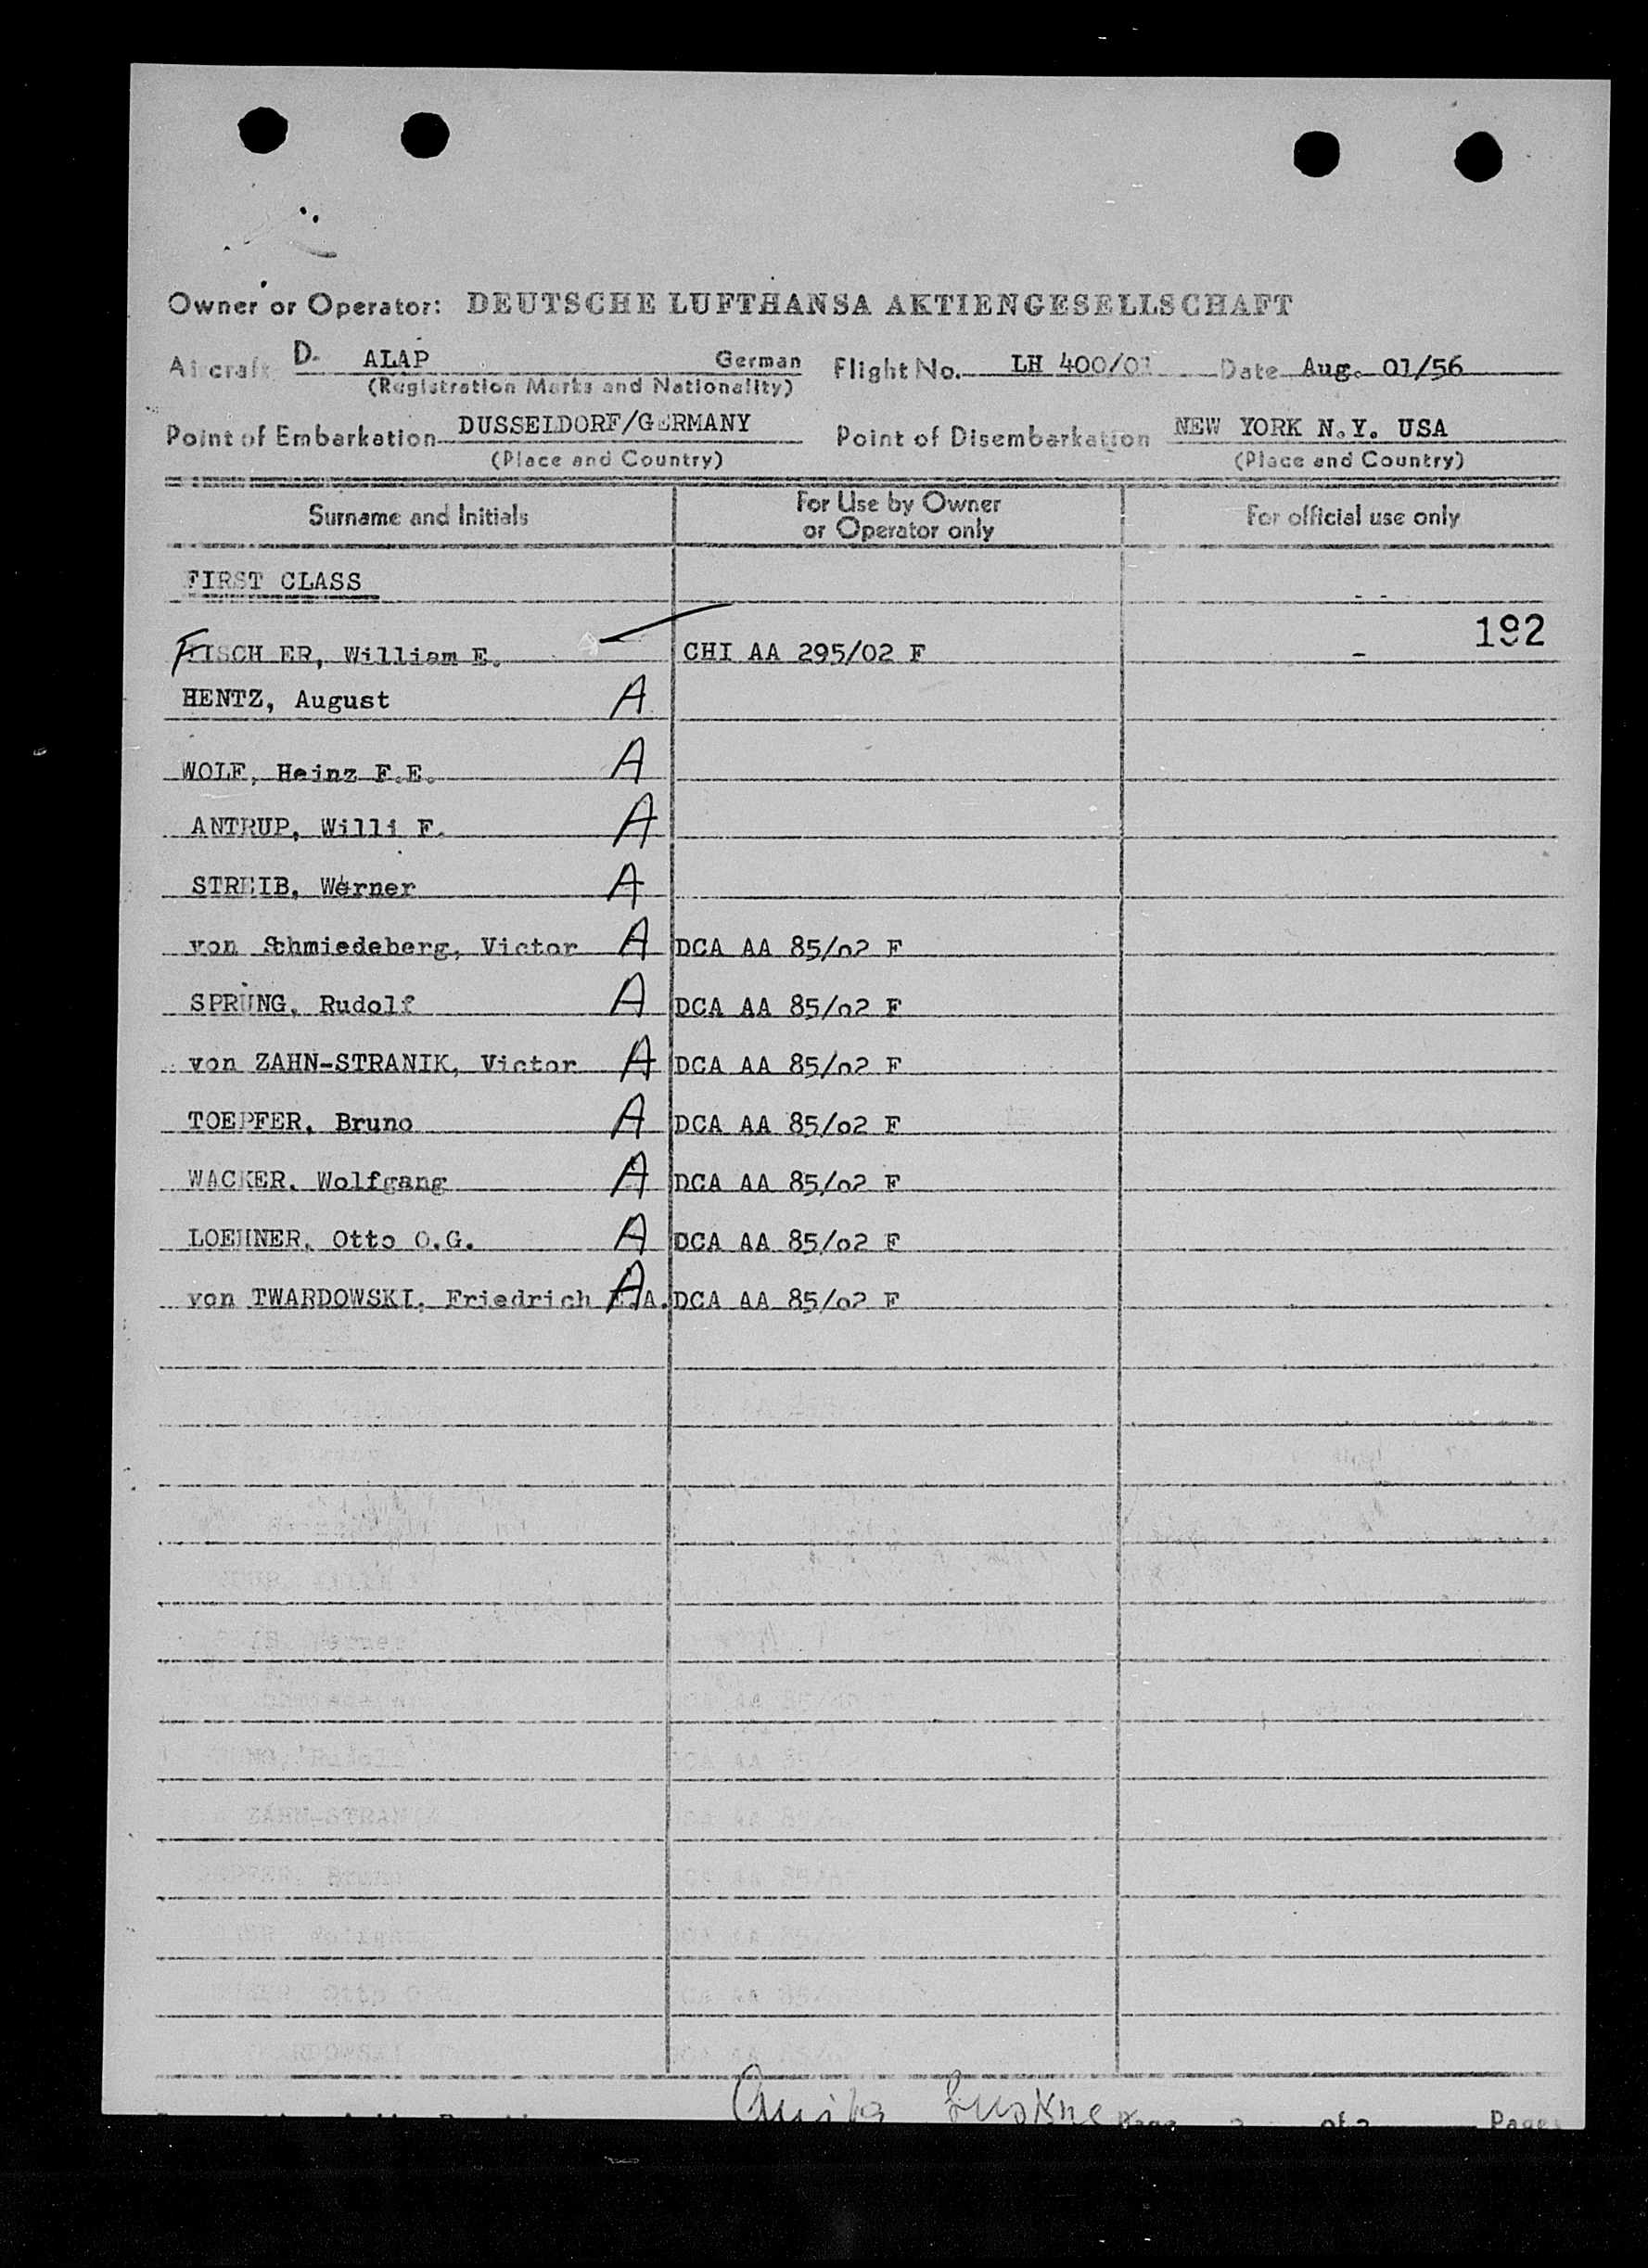 Owner or Operator: DEUTSCHE LUFTHANSA AKTIENGESELLSCHAFT
Aircraft D- ALAP German Flight No. LH 400/01 Date Aug. 01/56
(Registration Marks and Nationality)
Point of Embarkation DUSSELDORF/GERMANY Point of Disembarkation NEW YORK N.Y. USA
(Place and Country) (Place and Country)
Surname and Initials For Use by Owner or Operator only For official use only
FIRST CLASS
192
FISCH ER, William E. CHI AA 295/02 F -
HENTZ, August A
WOLF, Heinz F.E. A
ANTRUP, Willi F. A
STREIB, Werner A
von Schmiedeberg, Victor A DCA AA 85/02 F
SPRUNG, Rudolf A DCA AA 85/02 F
von ZAHN-STRANIK, Victor A DCA AA 85/02 F
TOEPFER, Bruno A DCA AA 85/02 F
WACKER, Wolfgang A DCA AA 85/02 F
LOEHNER, Otto O.G. A DCA AA 85/02 F
von TWARDOWSKI, Friedrich A.A. DCA AA 85/02 F
Page of Pages